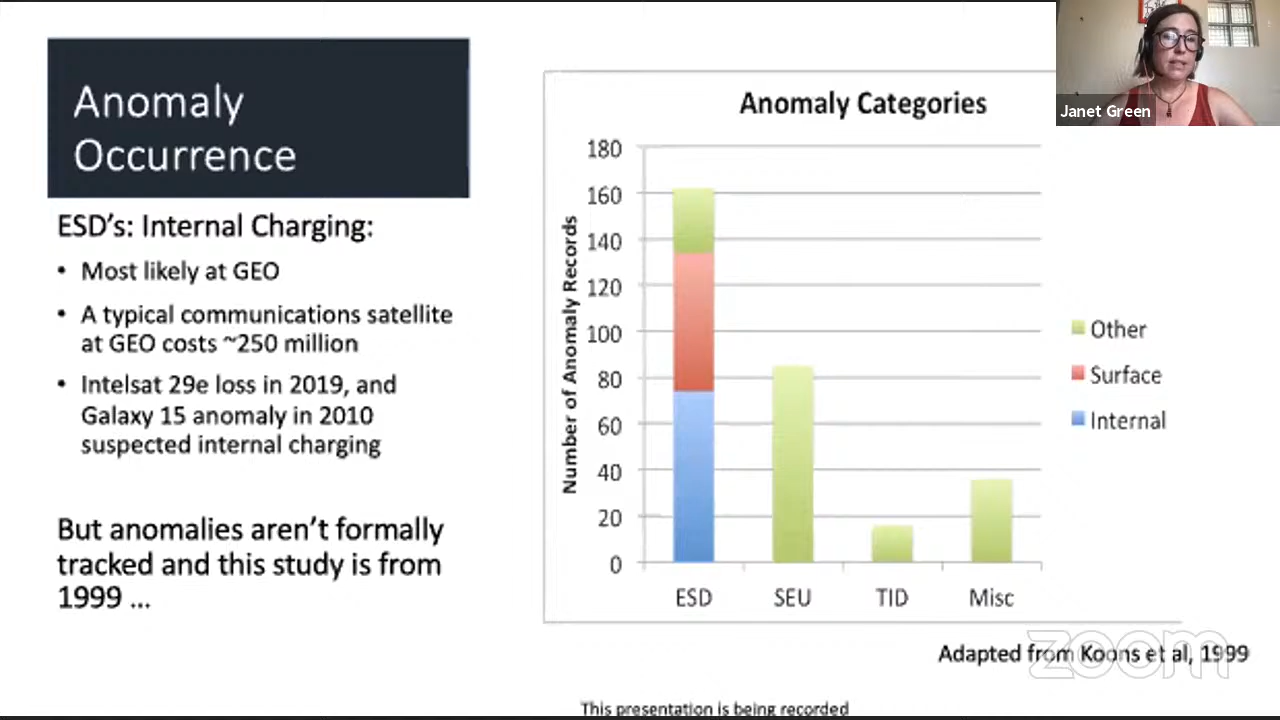 Anomaly
Occurrence
ESD's: Internal Charging:
• Most likely at GEO
• A typical communications satellite
at GEO costs ~250 million
• Intelsat 29e loss in 2019, and
Galaxy 15 anomaly in 2010
suspected internal charging
But anomalies aren't formally
tracked and this study is from
1999 ...
Anomaly Categories
Number of Anomaly Records
180
160
140
120
100
80
60
40
20
0
ESD SEU TID Misc
Other
Surface
Internal
Adapted from Koons et al, 1999
zoom
This presentation is being recorded
Janet Green